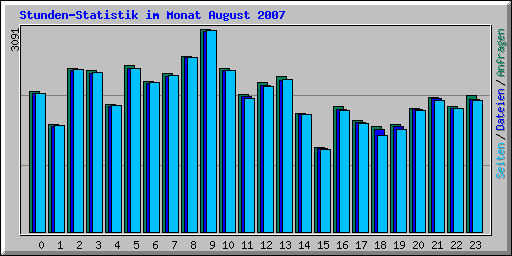 Stunden-Statistik im Monat August 2007
3091
Seiten / Dateien / Anfragen
0 1 2 3 4 5 6 7 8 9 10 11 12 13 14 15 16 17 18 19 20 21 22 23